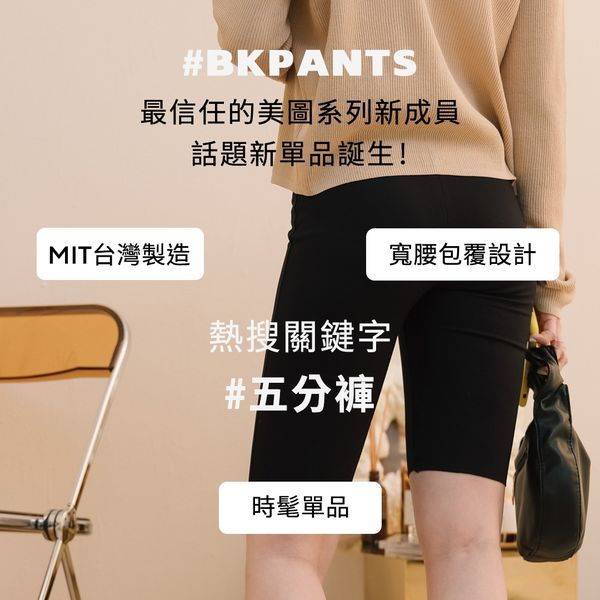 #BKPANTS
最信任的美圖系列新成員
話題新單品誕生!
MIT台灣製造
寬腰包覆設計
熱搜關鍵字
#五分褲
時髦單品